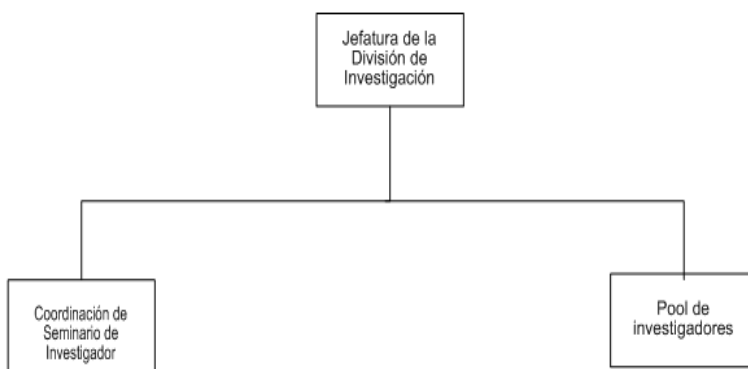 Jefatura de la
División de
Investigación
Coordinación de
Seminario de
Investigador
Pool de
investigadores